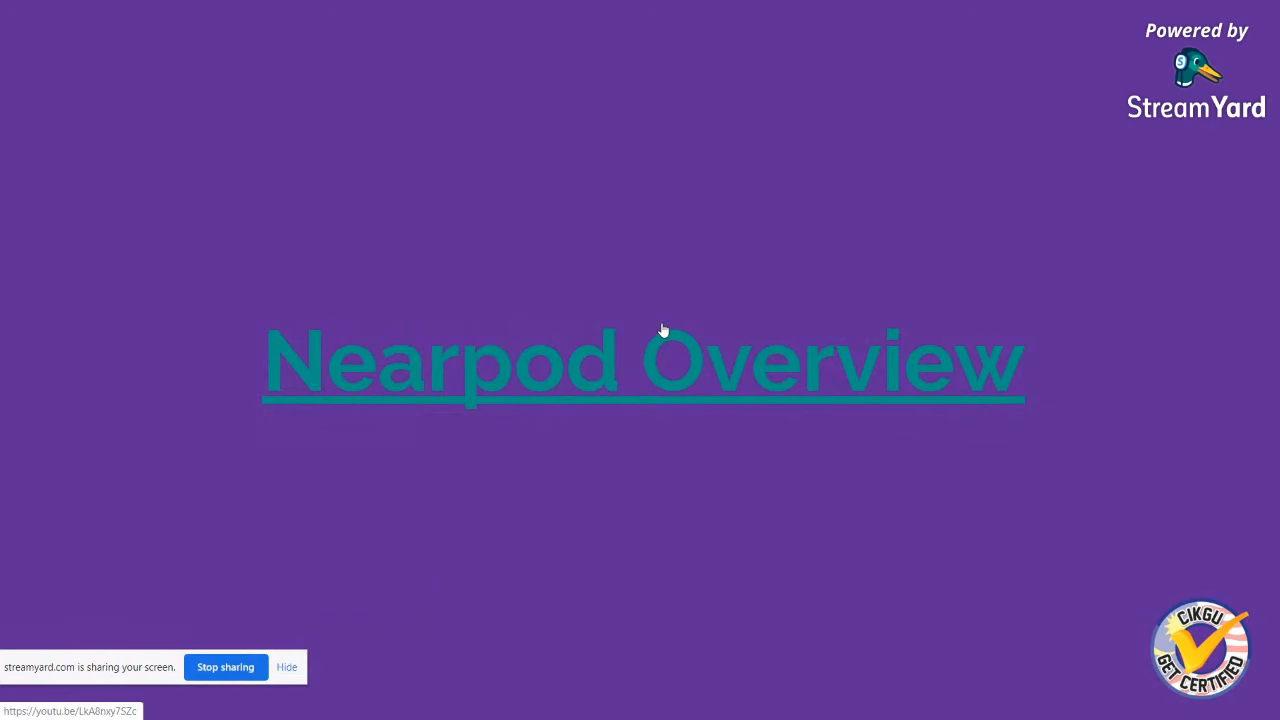 Powered by
StreamYard
Nearpod Overview
CIKGU
GET CERTIFIED
streamyard.com is sharing your screen.
Stop sharing
Hide
https://youtu.be/LkA8nxy7SZc